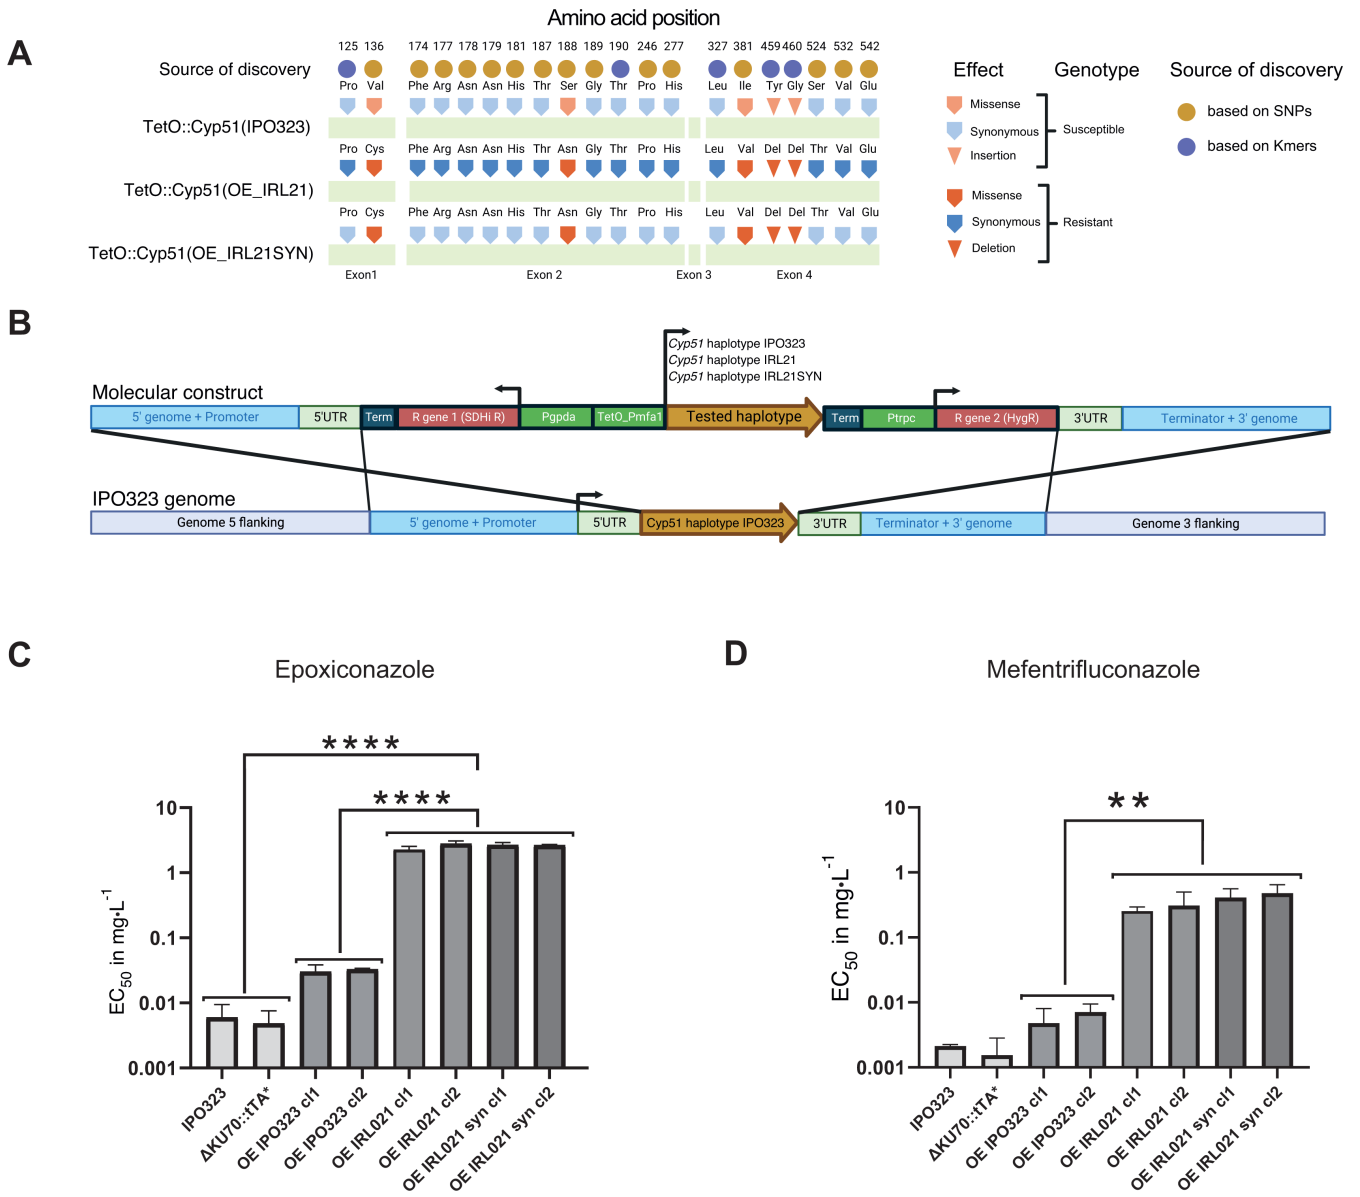 A
Amino acid position
125 136 174 177 178 179 181 187 188 189 190 246 277 327 381 459 460 524 532 542
Source of discovery
Pro Val Phe Arg Asn Asn His Thr Ser Gly Thr Pro His Leu Ile Tyr Gly Ser Val Glu
TetO::Cyp51(IPO323)
Pro Cys Phe Arg Asn Asn His Thr Asn Gly Thr Pro His Leu Val Del Del Thr Val Glu
TetO::Cyp51(OE_IRL21)
Pro Cys Phe Arg Asn Asn His Thr Asn Gly Thr Pro His Leu Val Del Del Thr Val Glu
TetO::Cyp51(OE_IRL21SYN)
Exon1 Exon 2 Exon 3 Exon 4
Effect Genotype Source of discovery
Missense
Synonymous
Insertion
Susceptible
Missense
Synonymous
Deletion
Resistant
based on SNPs
based on Kmers
B
Cyp51 haplotype IPO323
Cyp51 haplotype IRL21
Cyp51 haplotype IRL21SYN
Molecular construct
5' genome + Promoter 5'UTR Term R gene 1 (SDHi R) Pgpda TetO_Pmfa1 Tested haplotype Term Ptrpc R gene 2 (HygR) 3'UTR Terminator + 3' genome
IPO323 genome
Genome 5 flanking 5' genome + Promoter 5'UTR Cyp51 haplotype IPO323 3'UTR Terminator + 3' genome Genome 3 flanking
C
Epoxiconazole
****
****
EC50 in mg•L-1
10
1
0.1
0.01
0.001
IPO323
ΔKU70::tTA*
OE IPO323 cl1
OE IPO323 cl2
OE IRL021 cl1
OE IRL021 cl2
OE IRL021 syn cl1
OE IRL021 syn cl2
D
Mefentrifluconazole
**
EC50 in mg•L-1
10
1
0.1
0.01
0.001
IPO323
ΔKU70::tTA*
OE IPO323 cl1
OE IPO323 cl2
OE IRL021 cl1
OE IRL021 cl2
OE IRL021 syn cl1
OE IRL021 syn cl2